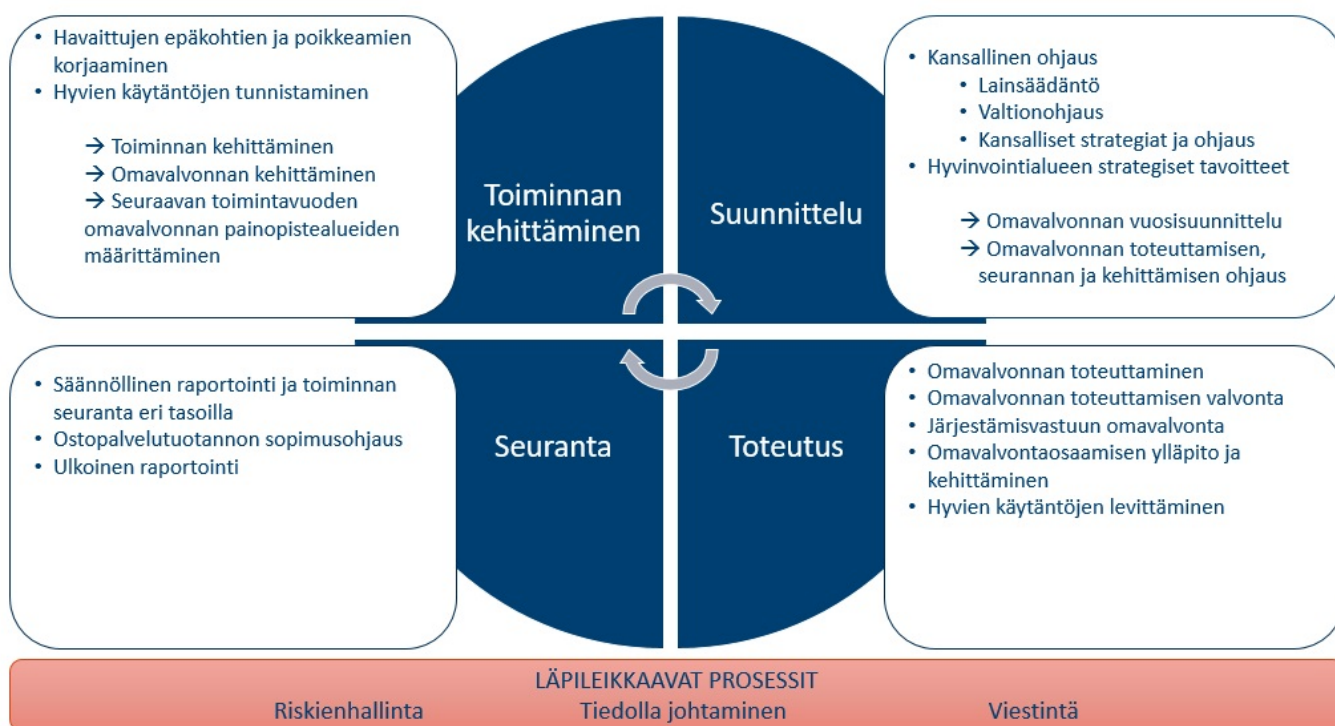 • Havaittujen epäkohtien ja poikkeamien
korjaaminen
• Hyvien käytäntöjen tunnistaminen
→ Toiminnan kehittäminen
→ Omavalvonnan kehittäminen
→ Seuraavan toimintavuoden
omavalvonnan painopistealueiden
määrittäminen
Toiminnan
kehittäminen
Suunnittelu
• Kansallinen ohjaus
• Lainsäädäntö
• Valtionohjaus
• Kansalliset strategiat ja ohjaus
• Hyvinvointialueen strategiset tavoitteet
→ Omavalvonnan vuosisuunnittelu
→ Omavalvonnan toteuttamisen,
seurannan ja kehittämisen ohjaus
• Säännöllinen raportointi ja toiminnan
seuranta eri tasoilla
• Ostopalvelutuotannon sopimusohjaus
• Ulkoinen raportointi
Seuranta
Toteutus
• Omavalvonnan toteuttaminen
• Omavalvonnan toteuttamisen valvonta
• Järjestämisvastuun omavalvonta
• Omavalvontaosaamisen ylläpito ja
kehittäminen
• Hyvien käytäntöjen levittäminen
LÄPILEIKKAAVAT PROSESSIT
Riskienhallinta Tiedolla johtaminen Viestintä